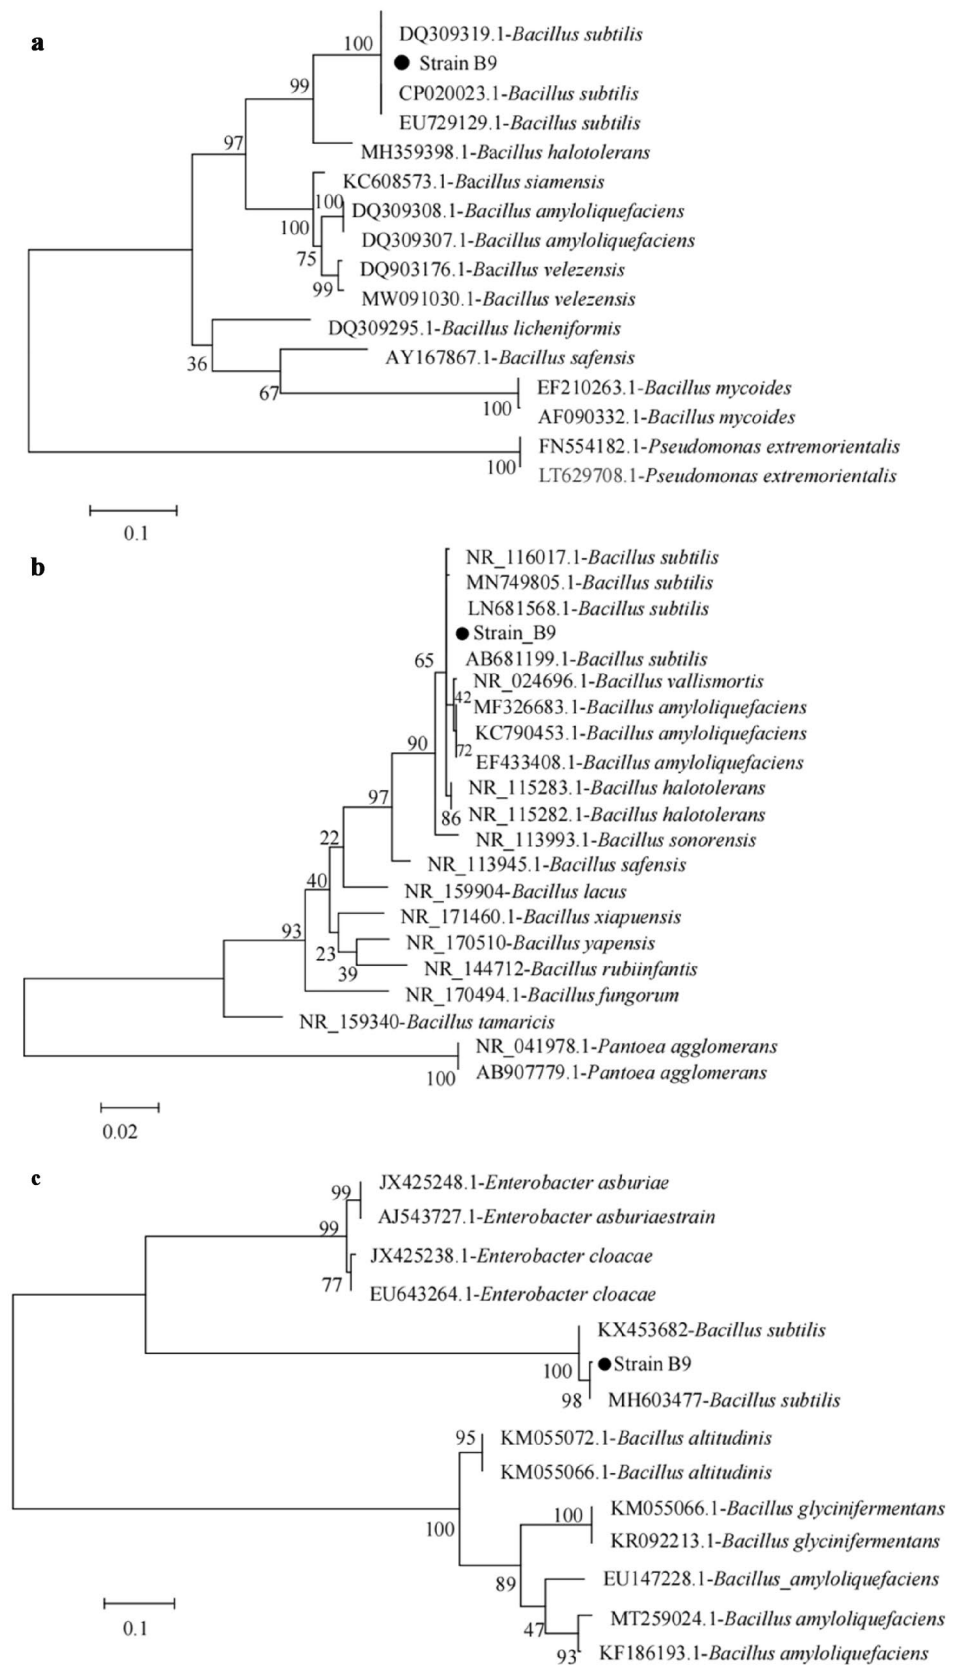 a
DQ309319.1-Bacillus subtilis
100
Strain B9
99
CP020023.1-Bacillus subtilis
EU729129.1-Bacillus subtilis
97
MH359398.1-Bacillus halotolerans
KC608573.1-Bacillus siamensis
100
DQ309308.1-Bacillus amyloliquefaciens
100
DQ309307.1-Bacillus amyloliquefaciens
75
DQ903176.1-Bacillus velezensis
99
MW091030.1-Bacillus velezensis
DQ309295.1-Bacillus licheniformis
36
AY167867.1-Bacillus safensis
67
EF210263.1-Bacillus mycoides
100
AF090332.1-Bacillus mycoides
FN554182.1-Pseudomonas extremorientalis
100
LT629708.1-Pseudomonas extremorientalis
0.1
b
NR_116017.1-Bacillus subtilis
MN749805.1-Bacillus subtilis
LN681568.1-Bacillus subtilis
Strain_B9
65
AB681199.1-Bacillus subtilis
NR_024696.1-Bacillus vallismortis
42
MF326683.1-Bacillus amyloliquefaciens
KC790453.1-Bacillus amyloliquefaciens
90
72
EF433408.1-Bacillus amyloliquefaciens
NR_115283.1-Bacillus halotolerans
97
86
NR_115282.1-Bacillus halotolerans
NR_113993.1-Bacillus sonorensis
22
NR_113945.1-Bacillus safensis
40
NR_159904-Bacillus lacus
NR_171460.1-Bacillus xiapuensis
93
NR_170510-Bacillus yapensis
23
NR_144712-Bacillus rubiinfantis
39
NR_170494.1-Bacillus fungorum
NR_159340-Bacillus tamaricis
NR_041978.1-Pantoea agglomerans
100
AB907779.1-Pantoea agglomerans
0.02
c
JX425248.1-Enterobacter asburiae
99
AJ543727.1-Enterobacter asburiaestrain
99
JX425238.1-Enterobacter cloacae
77
EU643264.1-Enterobacter cloacae
KX453682-Bacillus subtilis
100
Strain B9
98
MH603477-Bacillus subtilis
95
KM055072.1-Bacillus altitudinis
KM055066.1-Bacillus altitudinis
100
KM055066.1-Bacillus glycinifermentans
100
KR092213.1-Bacillus glycinifermentans
89
EU147228.1-Bacillus_amyloliquefaciens
47
MT259024.1-Bacillus amyloliquefaciens
93
KF186193.1-Bacillus amyloliquefaciens
0.1